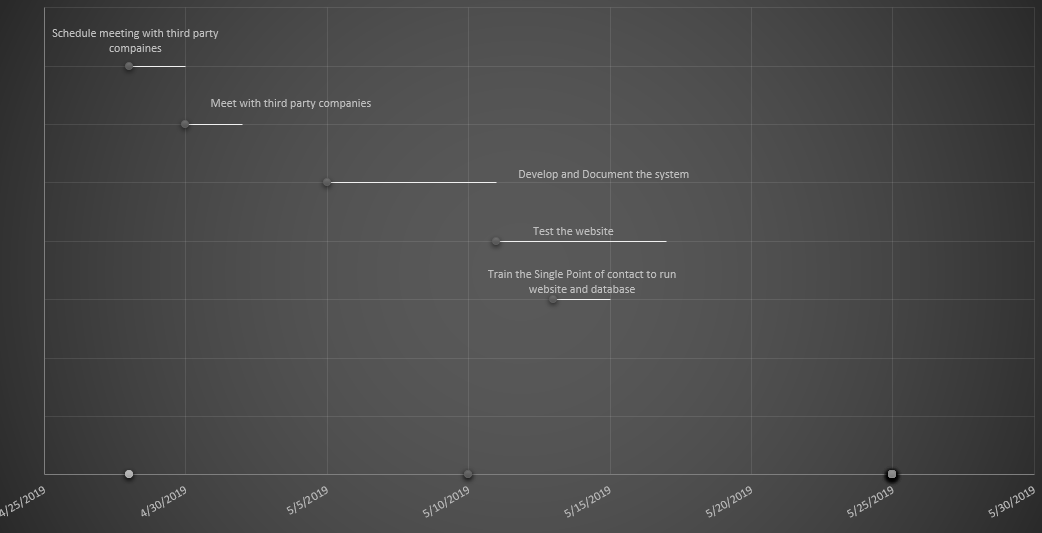 Schedule meeting with third party
compaines
Meet with third party companies
Develop and Document the system
Test the website
Train the Single Point of contact to run
website and database
4/25/2019
4/30/2019
5/5/2019
5/10/2019
5/15/2019
5/20/2019
5/25/2019
5/30/2019